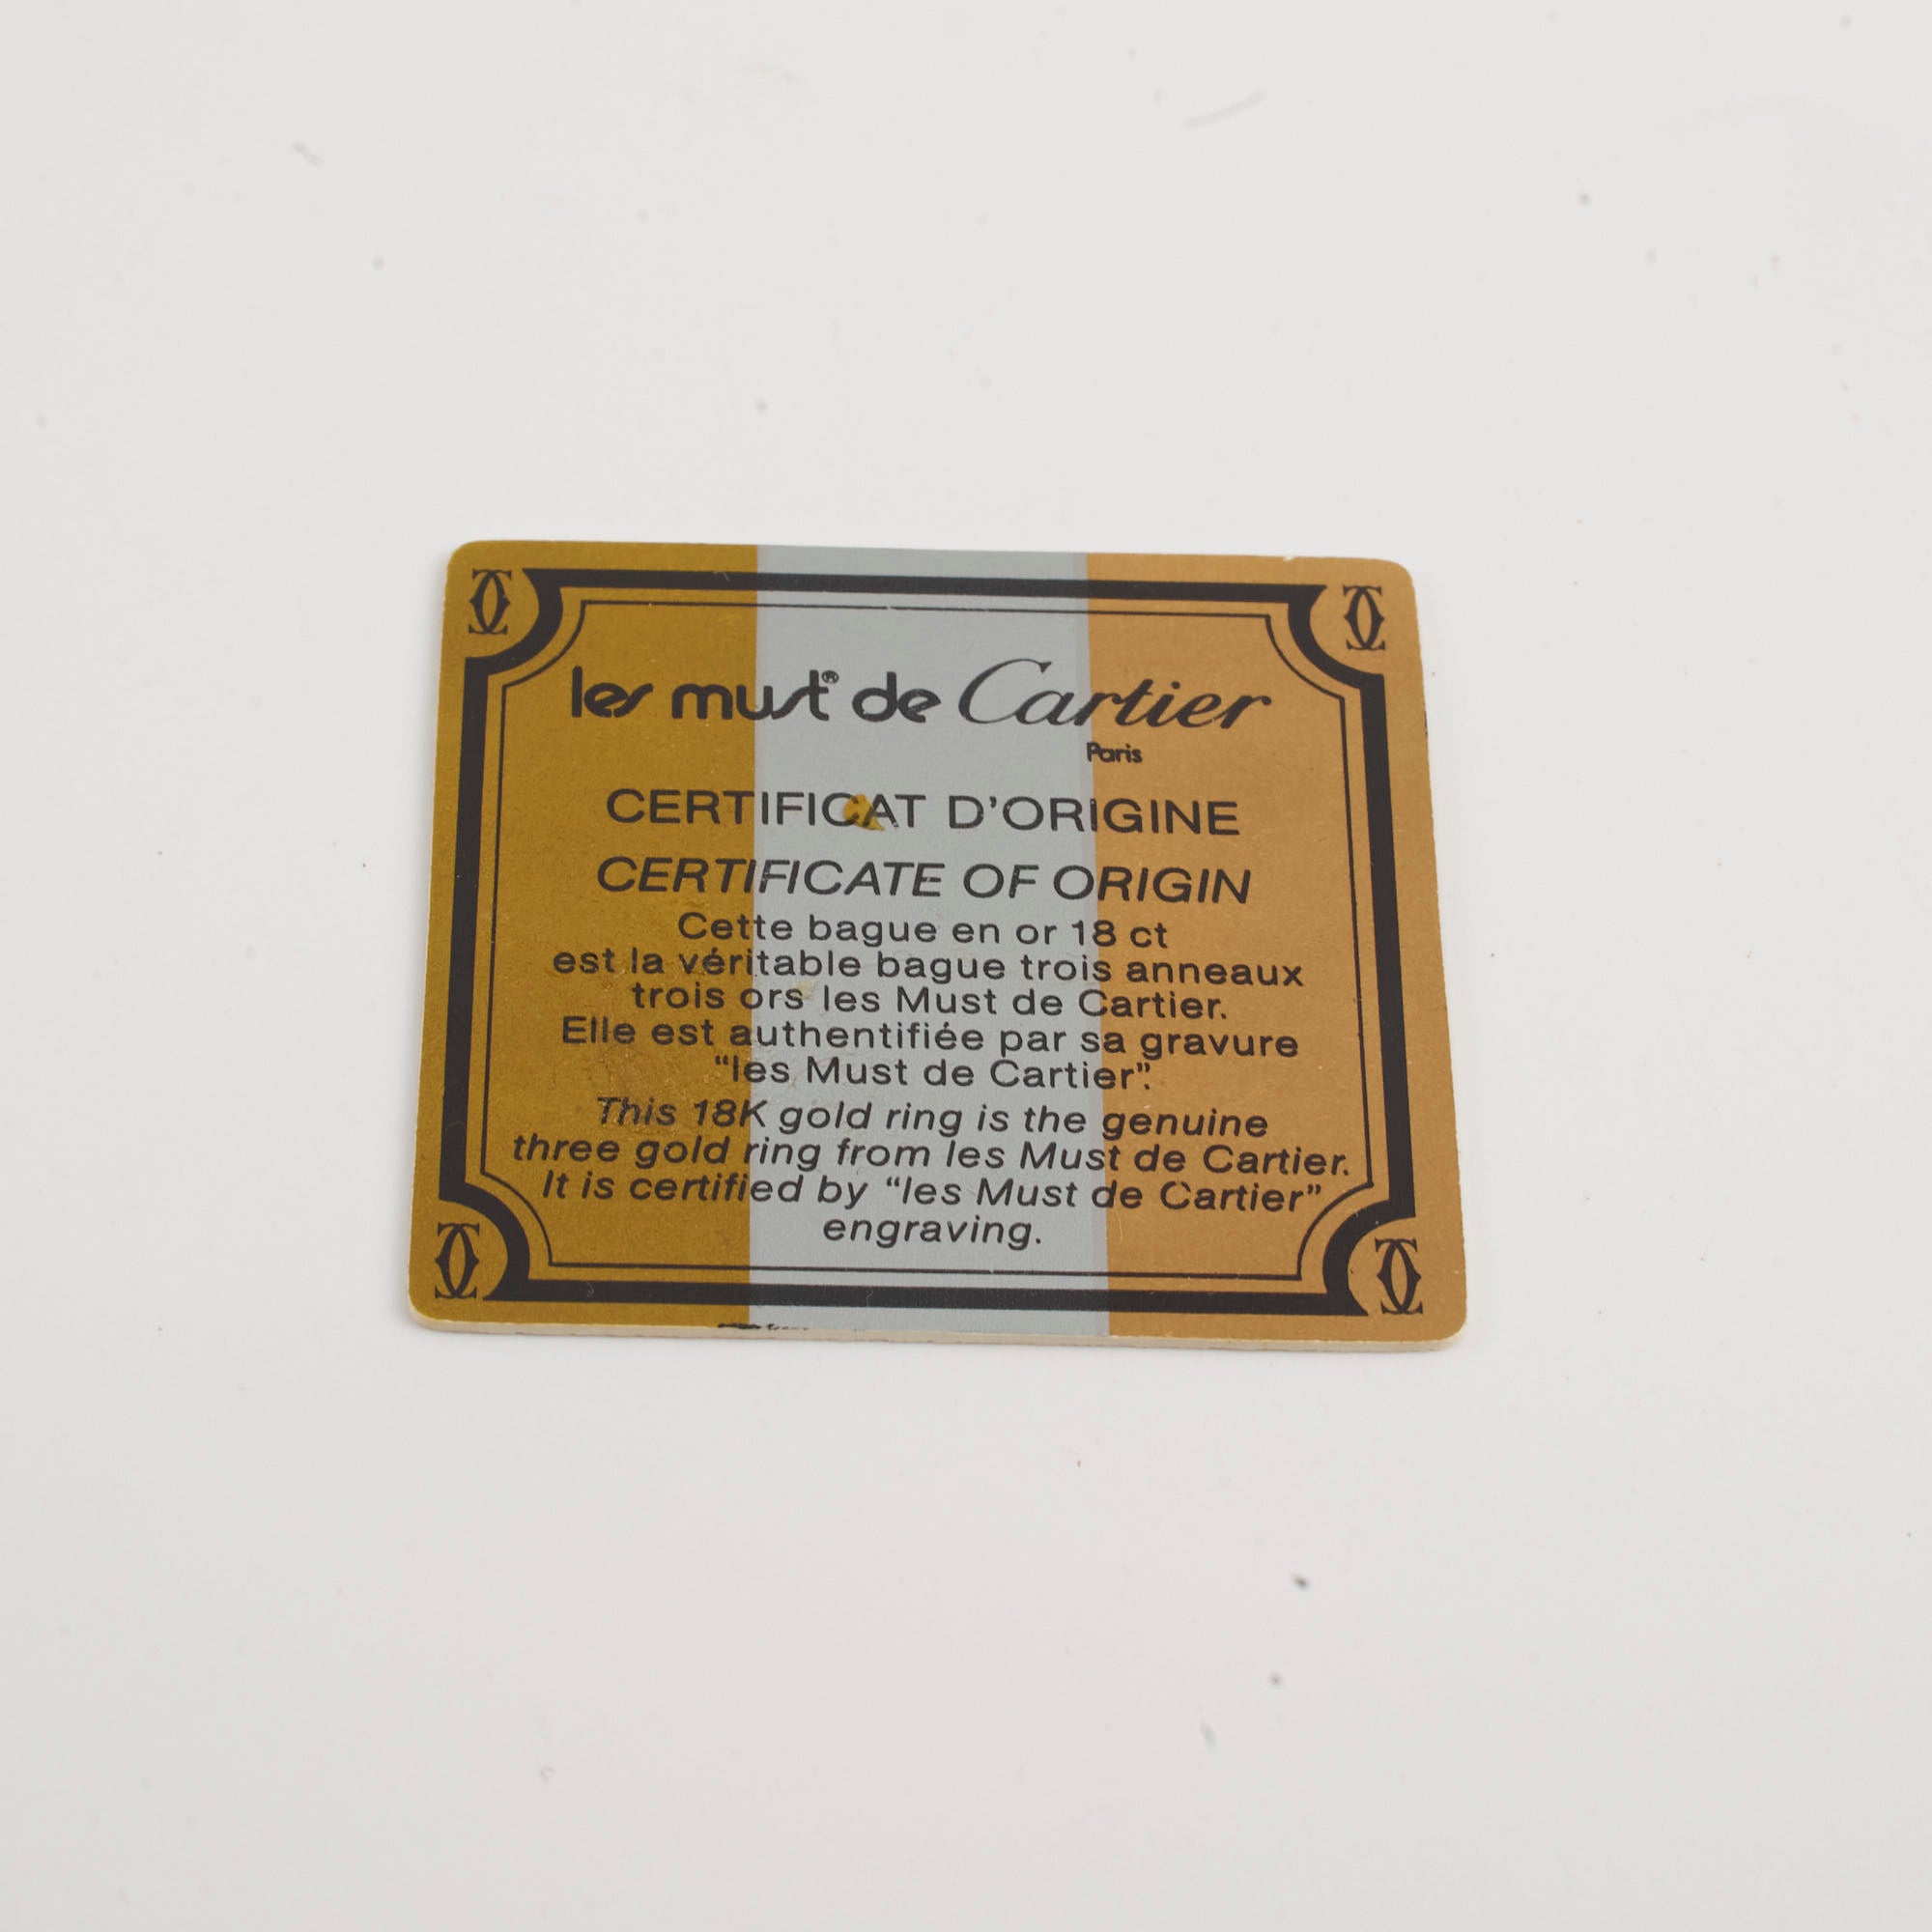 les must® de Cartier
Paris
CERTIFICAT D'ORIGINE
CERTIFICATE OF ORIGIN
Cette bague en or 18 ct
est la véritable bague trois anneaux
trois ors les Must de Cartier.
Elle est authentifiée par sa gravure
“les Must de Cartier”.
This 18K gold ring is the genuine
three gold ring from les Must de Cartier.
It is certified by “les Must de Cartier”
engraving.